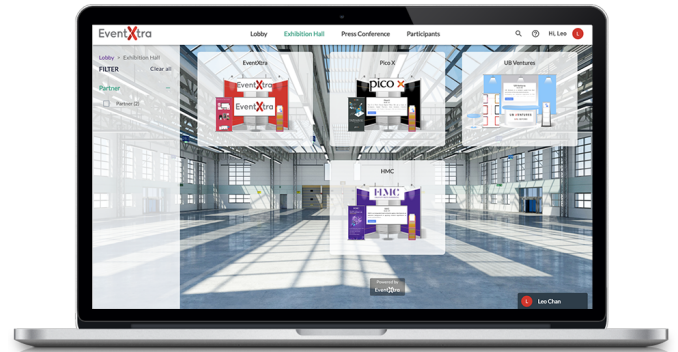 EventXtra
Lobby
Exhibition Hall
Press Conference
Participants
Hi, Leo
L
Lobby > Exhibition Hall
FILTER
Clear all
Partner
Partner (2)
EventXtra
EventXtra
EventXtra
Pico X
pico X
UB Ventures
HMC
HMC
Powered by
EventXtra
L
Leo Chan